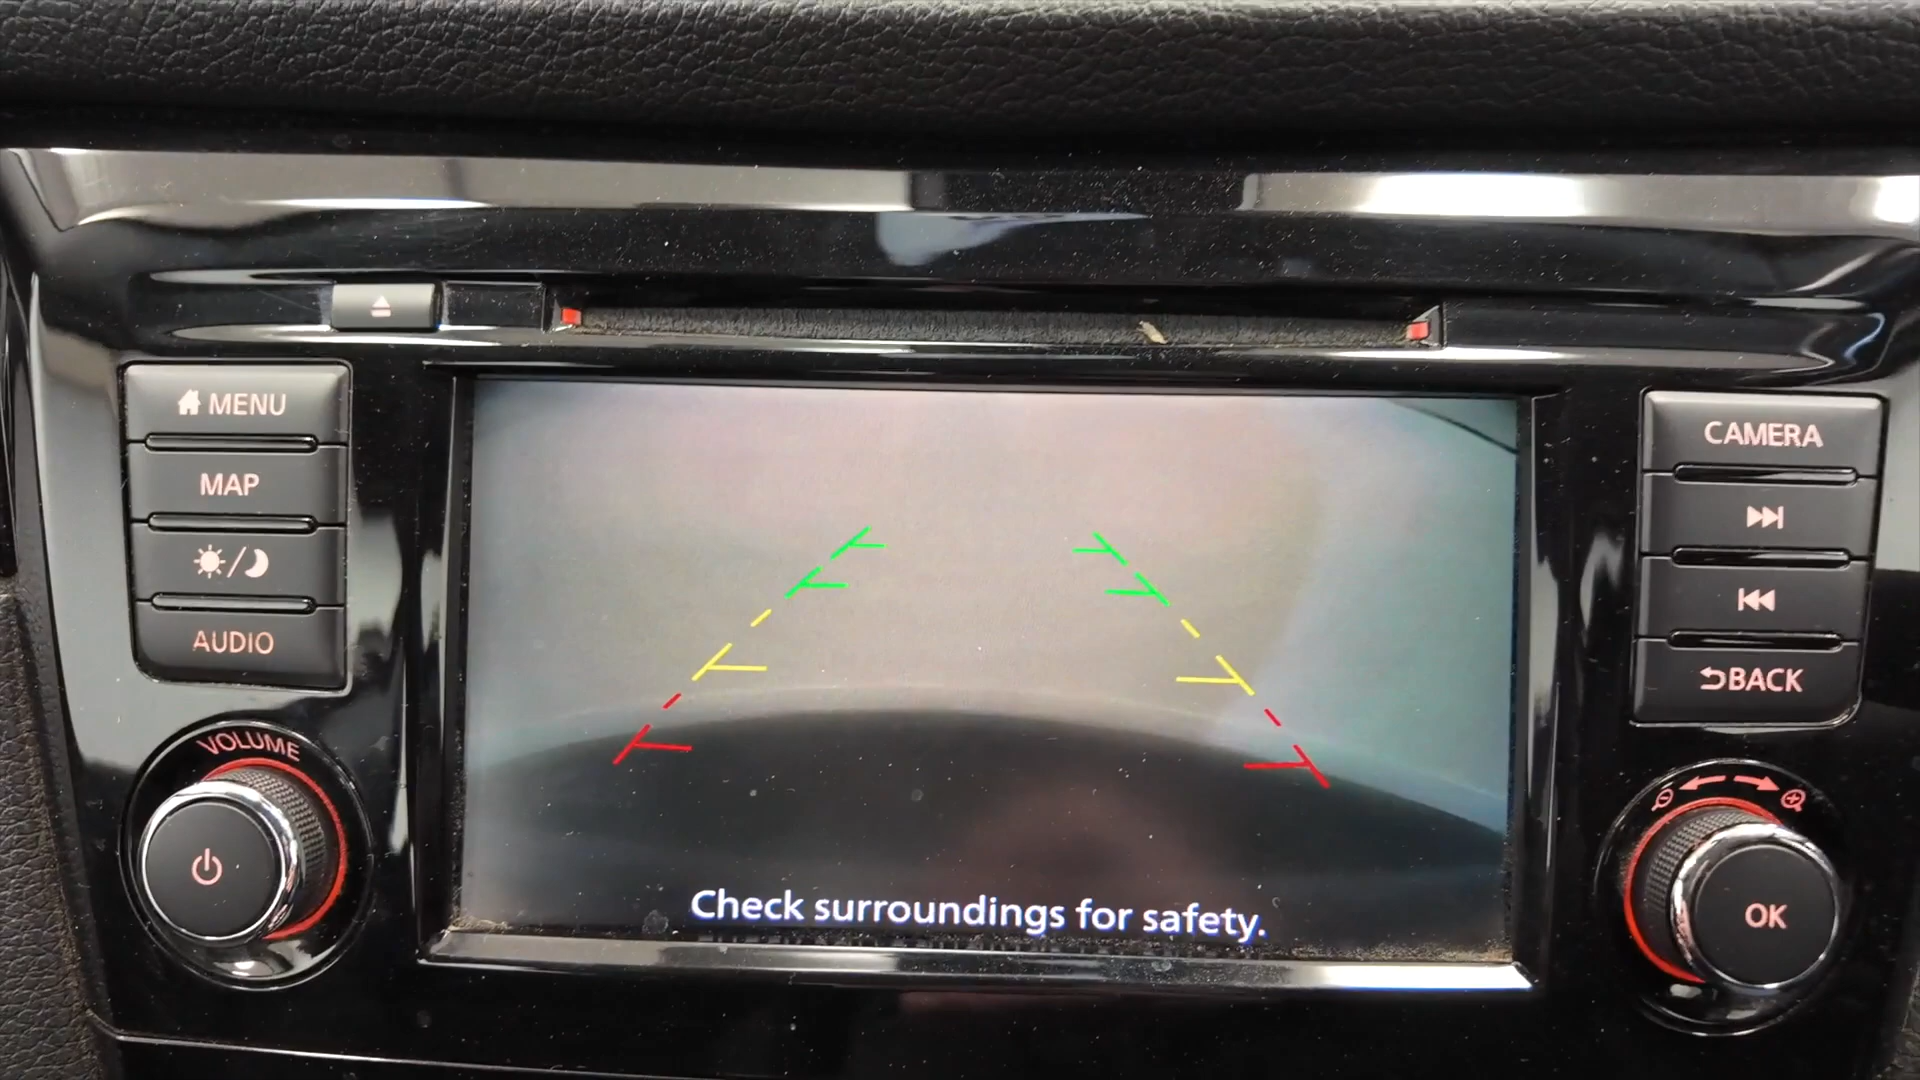 MENU
MAP
AUDIO
VOLUME
CAMERA
BACK
OK
Check surroundings for safety.